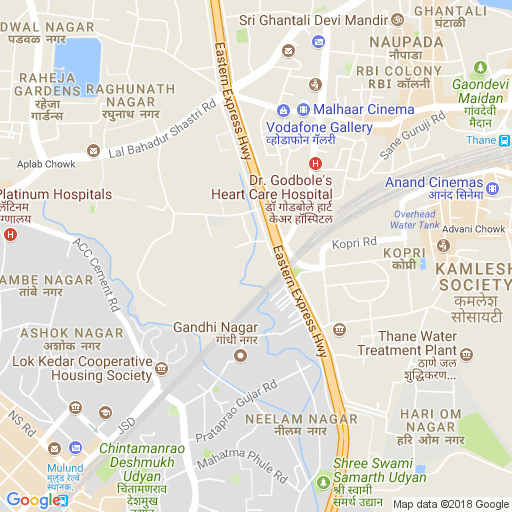 DWAL NAGAR
पडवळ नगर
Sri Ghantali Devi Mandir
GHANTALI
घंटाळी
NAUPADA
नौपाडा
RAHEJA
GARDENS
रहेजा
गार्डन्स
RAGHUNATH
NAGAR
रघुनाथ नगर
Eastern Express Hwy
RBI COLONY
RBI कॉलनी
Gaondevi
Maidan
गांवदेवी
मैदान
Malhaar Cinema
Vodafone Gallery
व्होडाफोन गॅलरी
Lal Bahadur Shastri Rd
Sane Guruji Rd
Thane
Aplab Chowk
Dr. Godbole's
Heart Care Hospital
डॉ गोडबोले हार्ट
केअर हॉस्पिटल
Anand Cinemas
आनंद सिनेमा
Platinum Hospitals
लॅटिनम
ग्णालय
Overhead
Water Tank
Advani Chowk
Kopri Rd
KOPRI
कोप्री
ACC Cement Rd
Eastern Express Hwy
KAMLESH
SOCIETY
कमलेश
सोसायटी
AMBE NAGAR
तांबे नगर
ASHOK NAGAR
अशोक नगर
Gandhi Nagar
गांधी नगर
Thane Water
Treatment Plant
ठाणे जल
शुद्धिकरण...
Lok Kedar Cooperative
Housing Society
Prataprao Gujar Rd
NEELAM NAGAR
नीलम नगर
HARI OM
NAGAR
हरि ओम नगर
NS Rd
JSD
Mulund
मुलुंड रेल्वे
स्थानक
Chintamanrao
Deshmukh
Udyan
चिंतामणराव
देशमुख
उद्यान
Mahatma Phule Rd
Shree Swami
Samarth Udyan
श्री स्वामी
समर्थ उद्यान
Google
Map data ©2018 Google